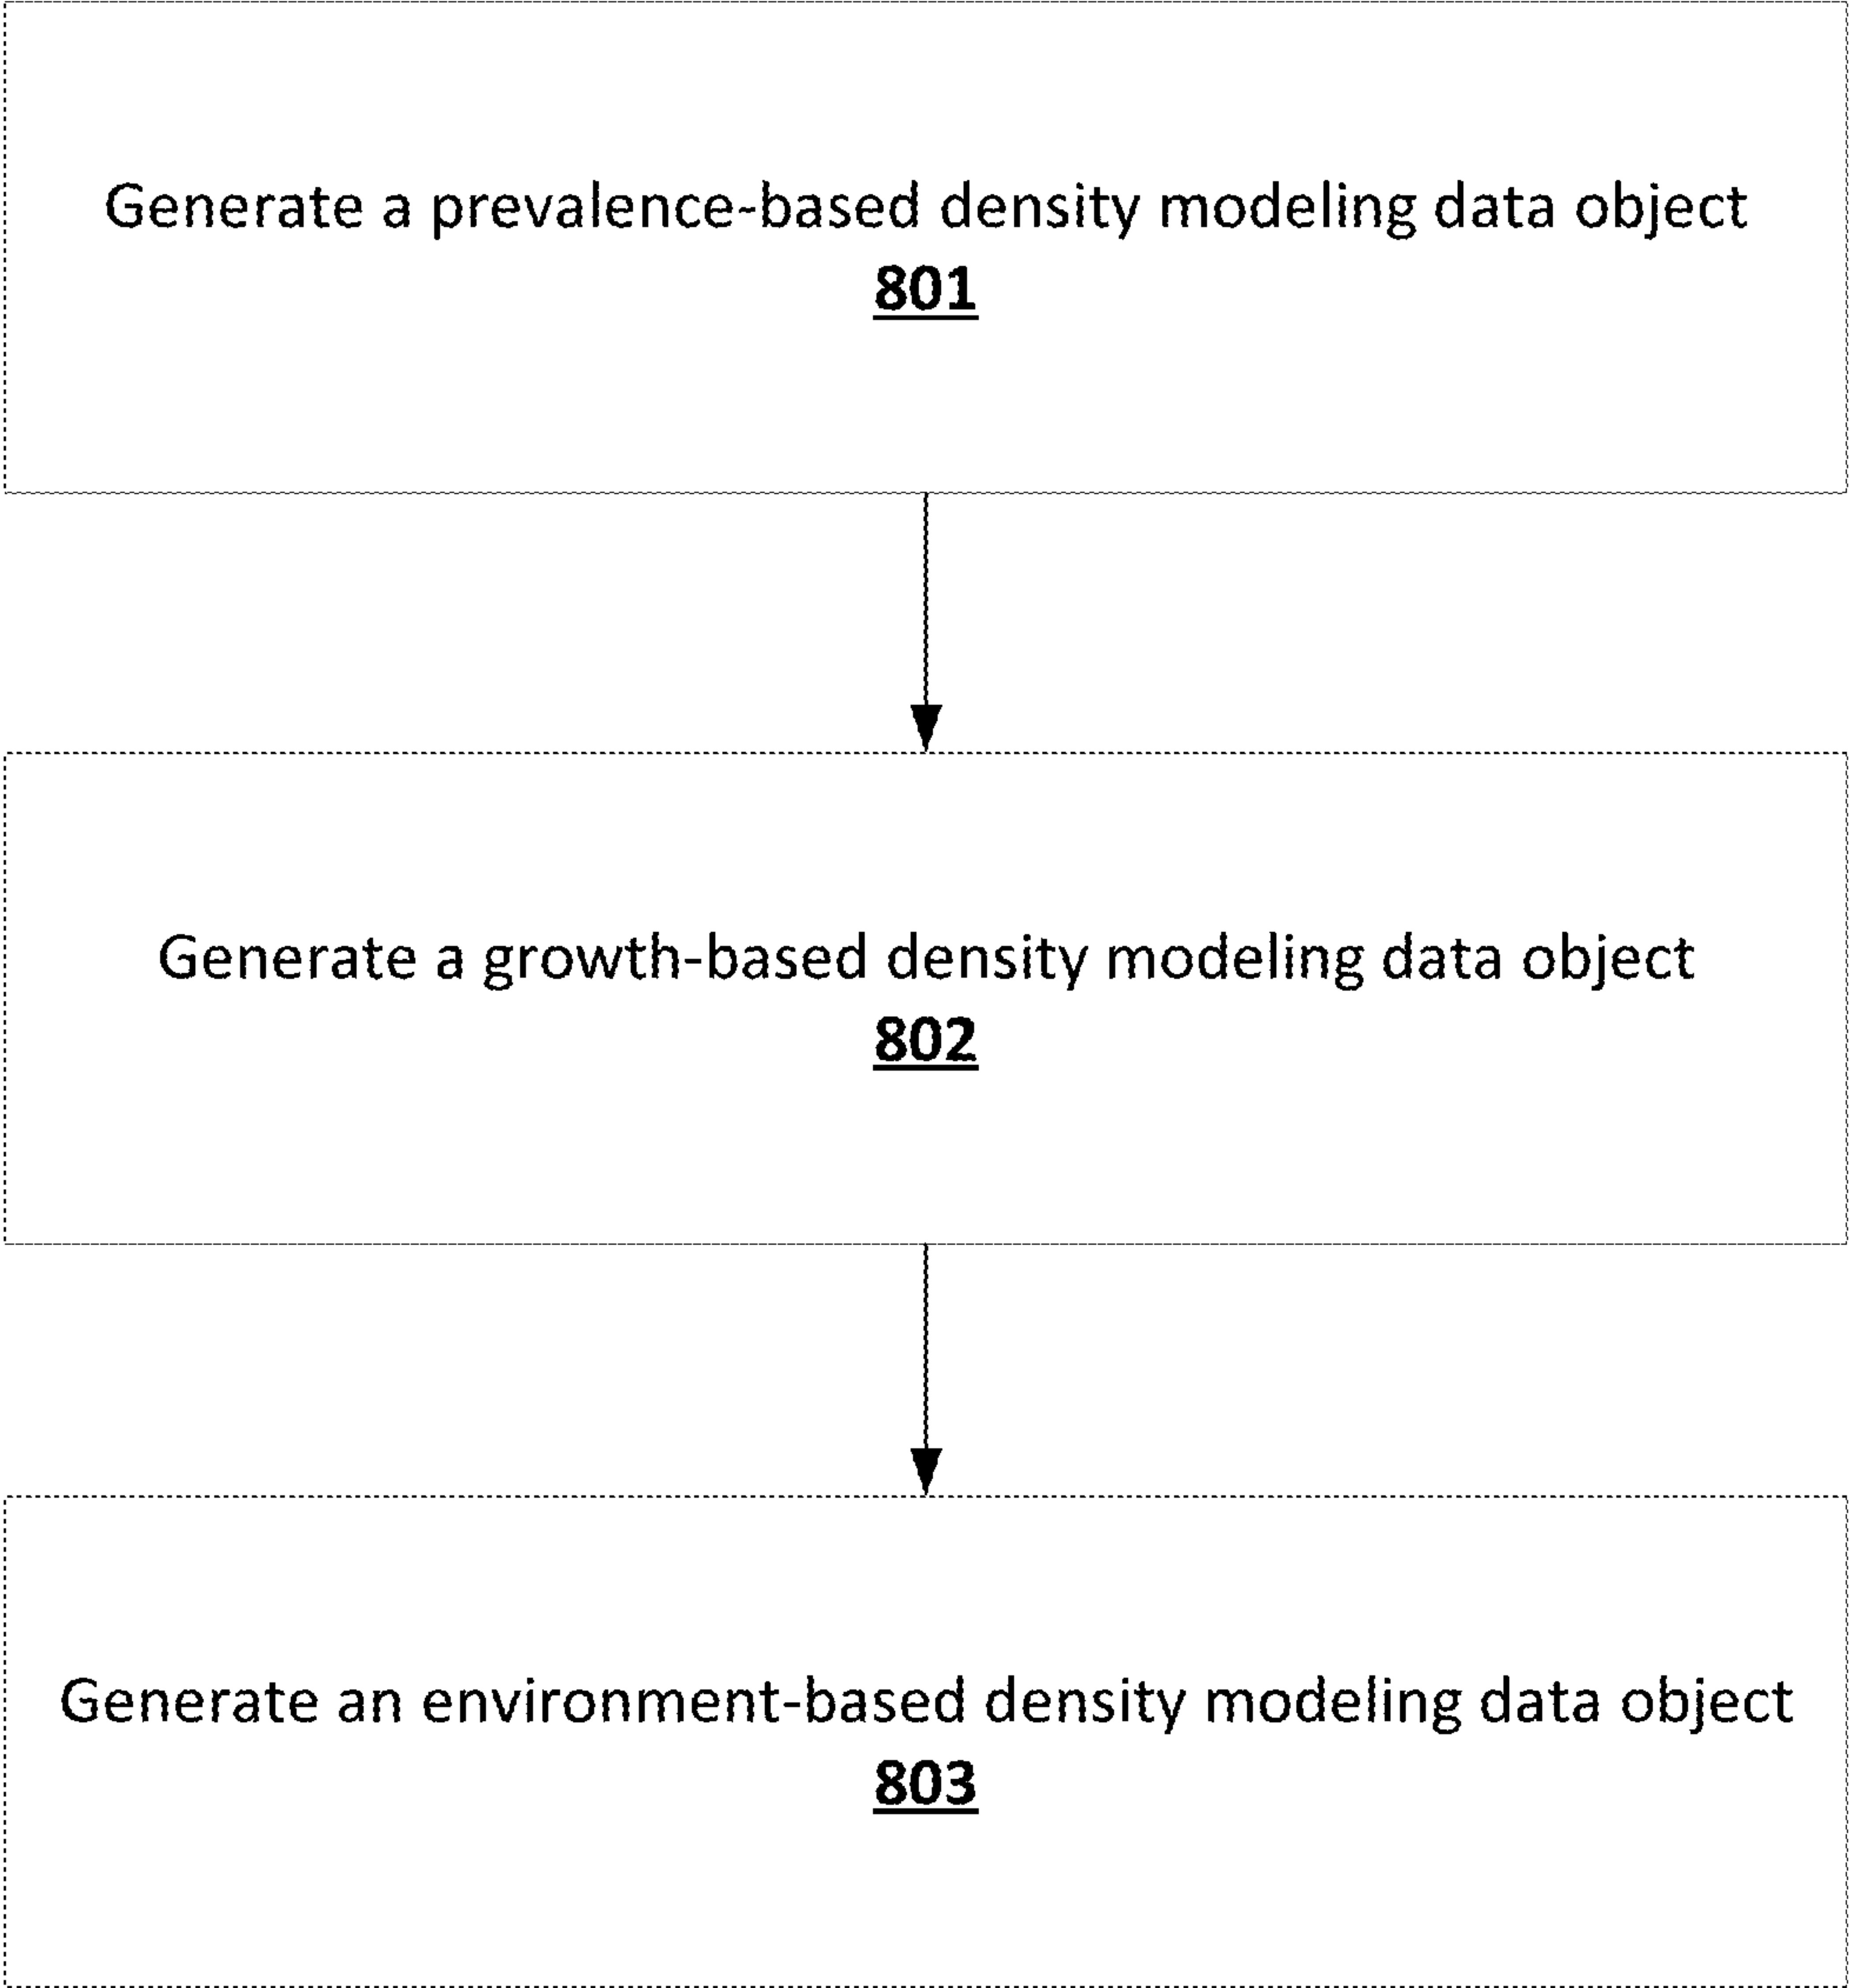 Generate a prevalence-based density modeling data object
801
Generate a growth-based density modeling data object
802
Generate an environment-based density modeling data object
803